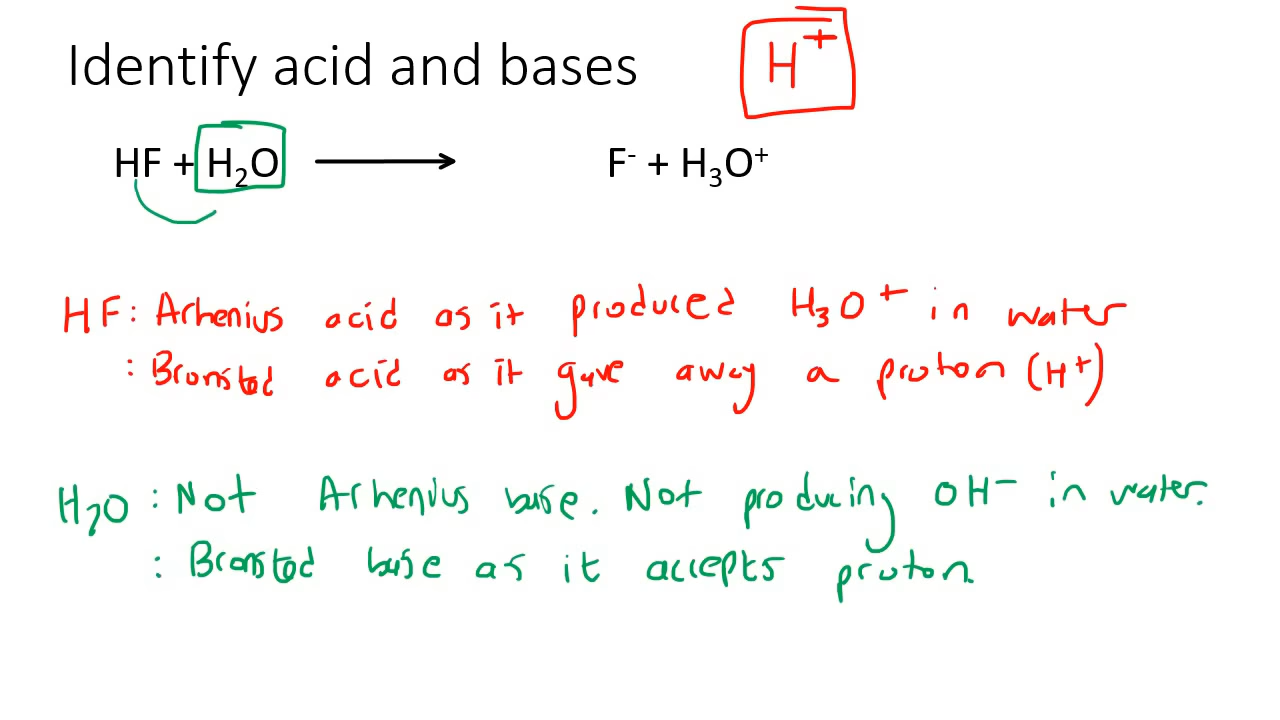 Identify acid and bases
H⁺
HF + H₂O ⟶ F⁻ + H₃O⁺
HF: Arhenius acid as it produced H₃O⁺ in water
: Bronsted acid as it gave away a proton (H⁺)
H₂O : Not Arhenius base. Not producing OH⁻ in water.
: Bronsted base as it accepts proton.